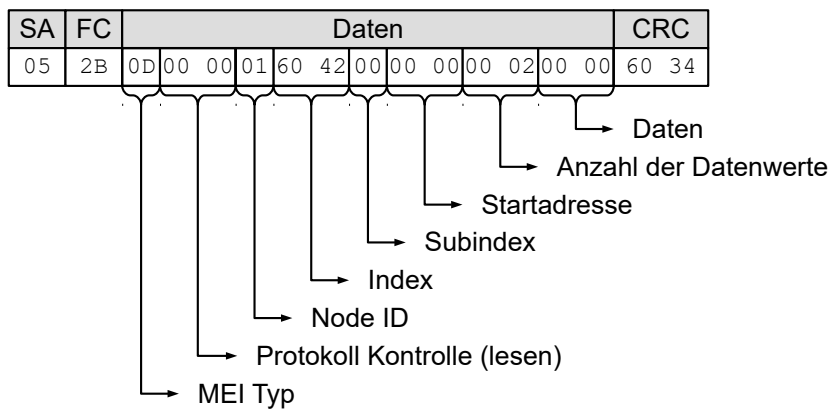 SA FC Daten CRC
05 2B 0D 00 00 01 60 42 00 00 00 00 02 00 00 60 34
Daten
Anzahl der Datenwerte
Startadresse
Subindex
Index
Node ID
Protokoll Kontrolle (lesen)
MEI Typ